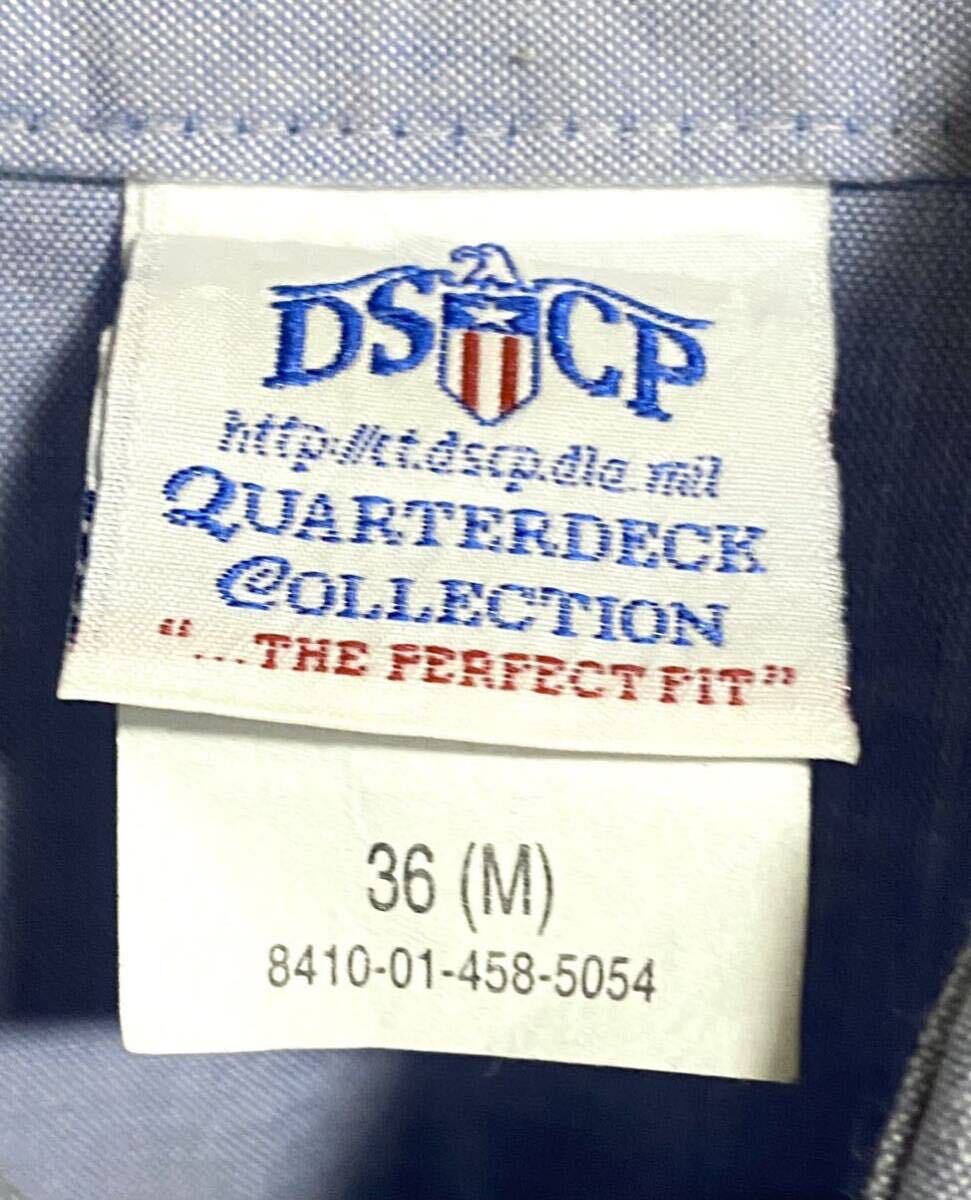 DSCP
http://ct.dscp.dla.mil
QUARTERDECK
COLLECTION
"...THE PERFECT FIT"
36 (M)
8410-01-458-5054